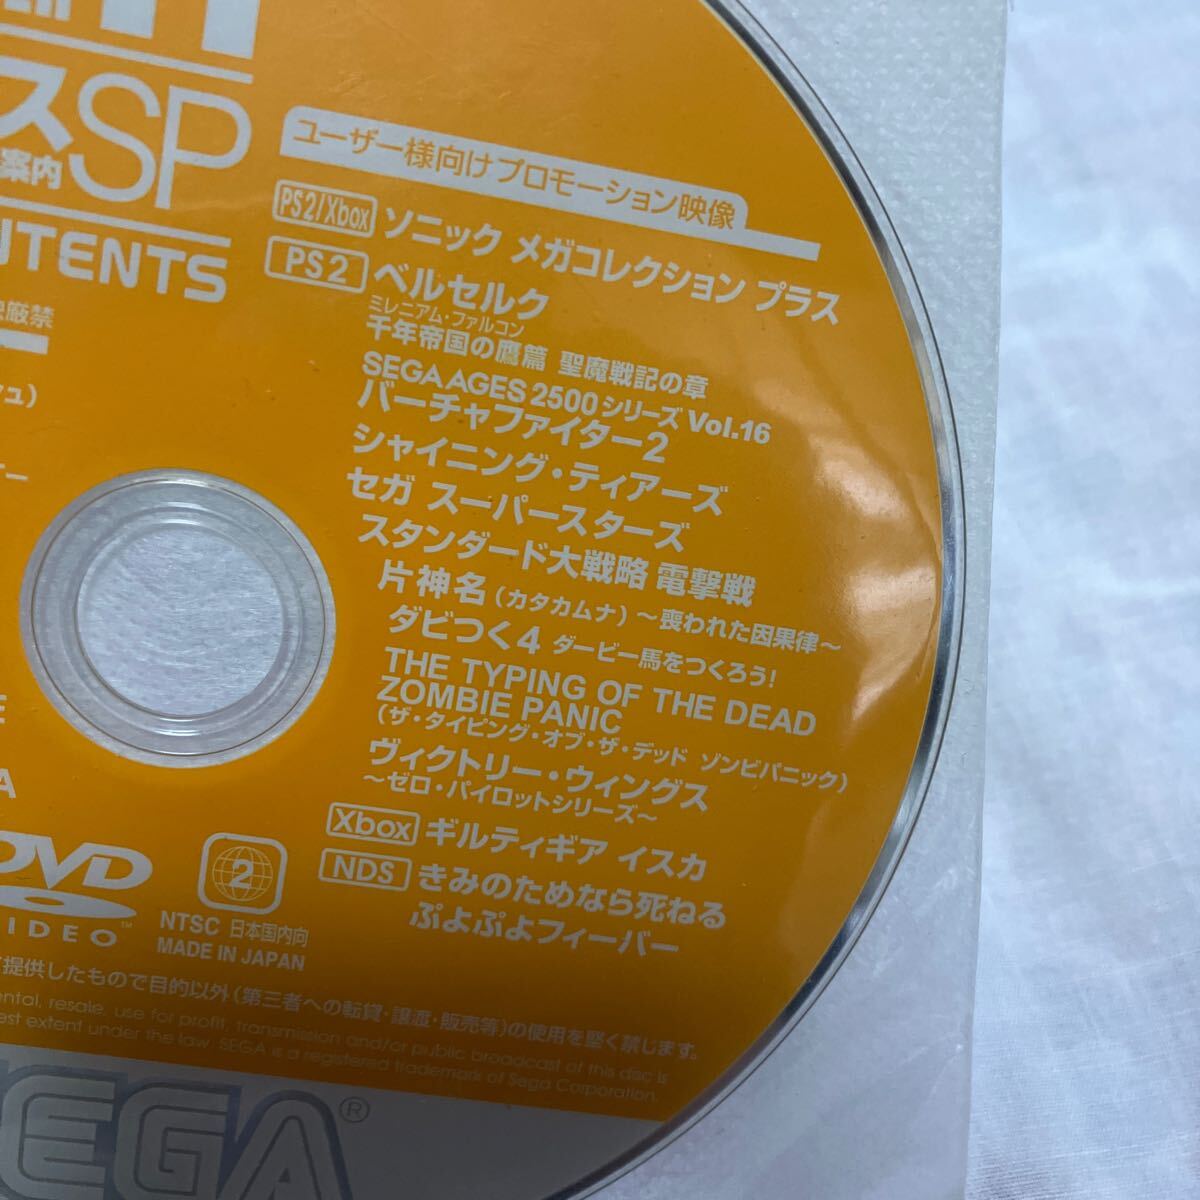 スSP
案内
NTENTS
厳禁
ュ)
ユーザー様向けプロモーション映像
PS2/Xbox ソニック メガコレクション プラス
PS2 ベルセルク
ミレニアム・ファルコン
千年帝国の鷹篇 聖魔戦記の章
SEGA AGES 2500シリーズ Vol.16
バーチャファイター2
シャイニング・ティアーズ
セガ スーパースターズ
スタンダード大戦略 電撃戦
片神名(カタカムナ)〜喪われた因果律〜
ダビつく4 ダービー馬をつくろう!
THE TYPING OF THE DEAD
ZOMBIE PANIC
(ザ・タイピング・オブ・ザ・デッド ゾンビパニック)
ヴィクトリー・ウィングス
〜ゼロ・パイロットシリーズ〜
Xbox ギルティギア イスカ
NDS きみのためなら死ねる
ぷよぷよフィーバー
E
A
DVD
VIDEO™
2
NTSC 日本国内向
MADE IN JAPAN
提供したもので目的以外(第三者への転貸・譲渡・販売等)の使用を堅く禁じます。
ental, resale, use for profit, transmission and/or public broadcast of this disc is
est extent under the law. SEGA is a registered trademark of Sega Corporation.
SEGA®